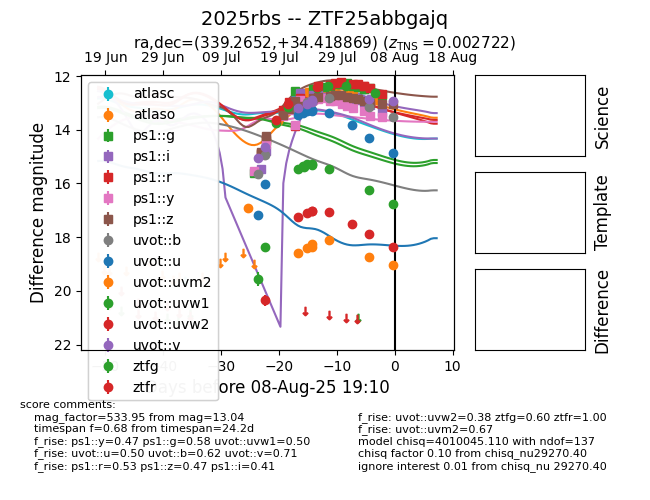 2025rbs -- ZTF25abbgajq
ra,dec=(339.2652,+34.418869) (z_TNS = 0.002722)
19 Jun 29 Jun 09 Jul 19 Jul 29 Jul 08 Aug 18 Aug
12
14
16
18
20
22
Difference magnitude
atlasc
atlaso
ps1::g
ps1::i
ps1::r
ps1::y
ps1::z
uvot::b
uvot::u
uvot::uvm2
uvot::uvw1
uvot::uvw2
uvot::v
ztfg
ztfr
−30 −20 −10 0 10
days before 08-Aug-25 19:10
Science
Template
Difference
score comments:
mag_factor=533.95 from mag=13.04
timespan f=0.68 from timespan=24.2d
f_rise: ps1::y=0.47 ps1::g=0.58 uvot::uvw1=0.50
f_rise: uvot::u=0.50 uvot::b=0.62 uvot::v=0.71
f_rise: ps1::r=0.53 ps1::z=0.47 ps1::i=0.41
f_rise: uvot::uvw2=0.38 ztfg=0.60 ztfr=1.00
f_rise: uvot::uvm2=0.67
model chisq=4010045.110 with ndof=137
chisq factor 0.10 from chisq_nu29270.40
ignore interest 0.01 from chisq_nu 29270.40